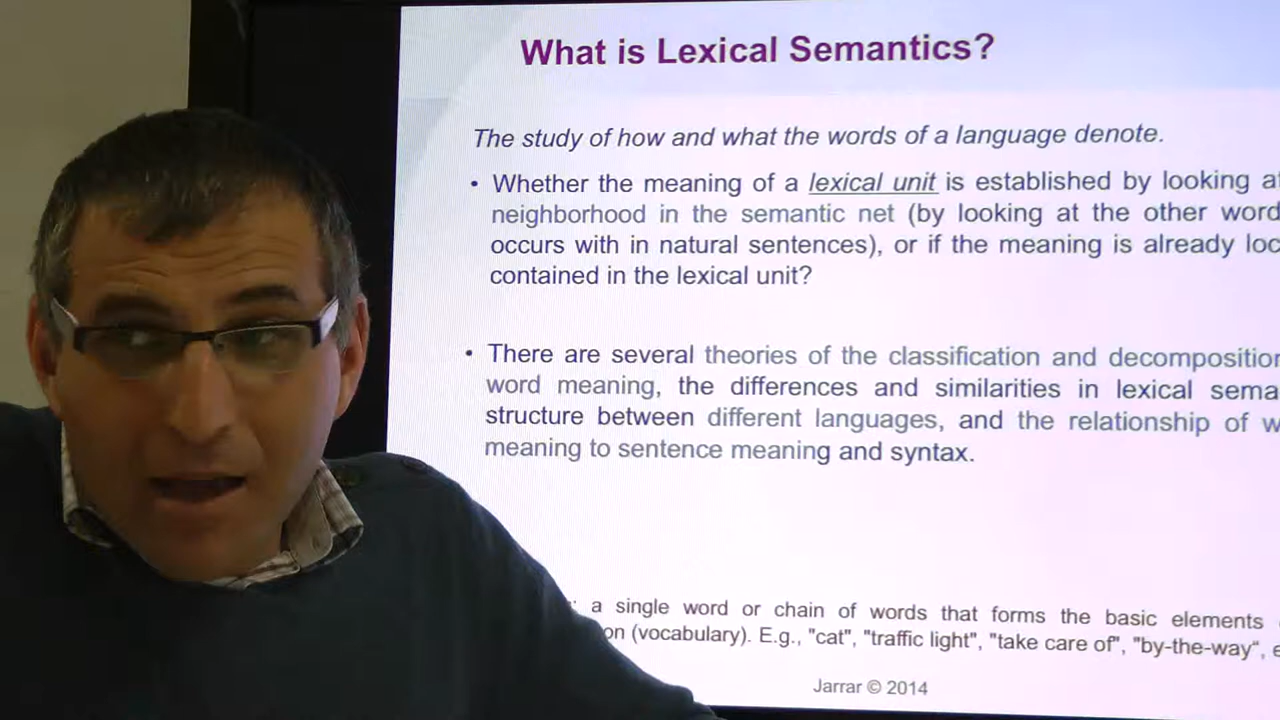 What is Lexical Semantics?
The study of how and what the words of a language denote.
• Whether the meaning of a lexical unit is established by looking at
neighborhood in the semantic net (by looking at the other word
occurs with in natural sentences), or if the meaning is already loc
contained in the lexical unit?
• There are several theories of the classification and decomposition
word meaning, the differences and similarities in lexical sema
structure between different languages, and the relationship of w
meaning to sentence meaning and syntax.
: a single word or chain of words that forms the basic elements
on (vocabulary). E.g., "cat", "traffic light", "take care of", "by-the-way", e
Jarrar © 2014